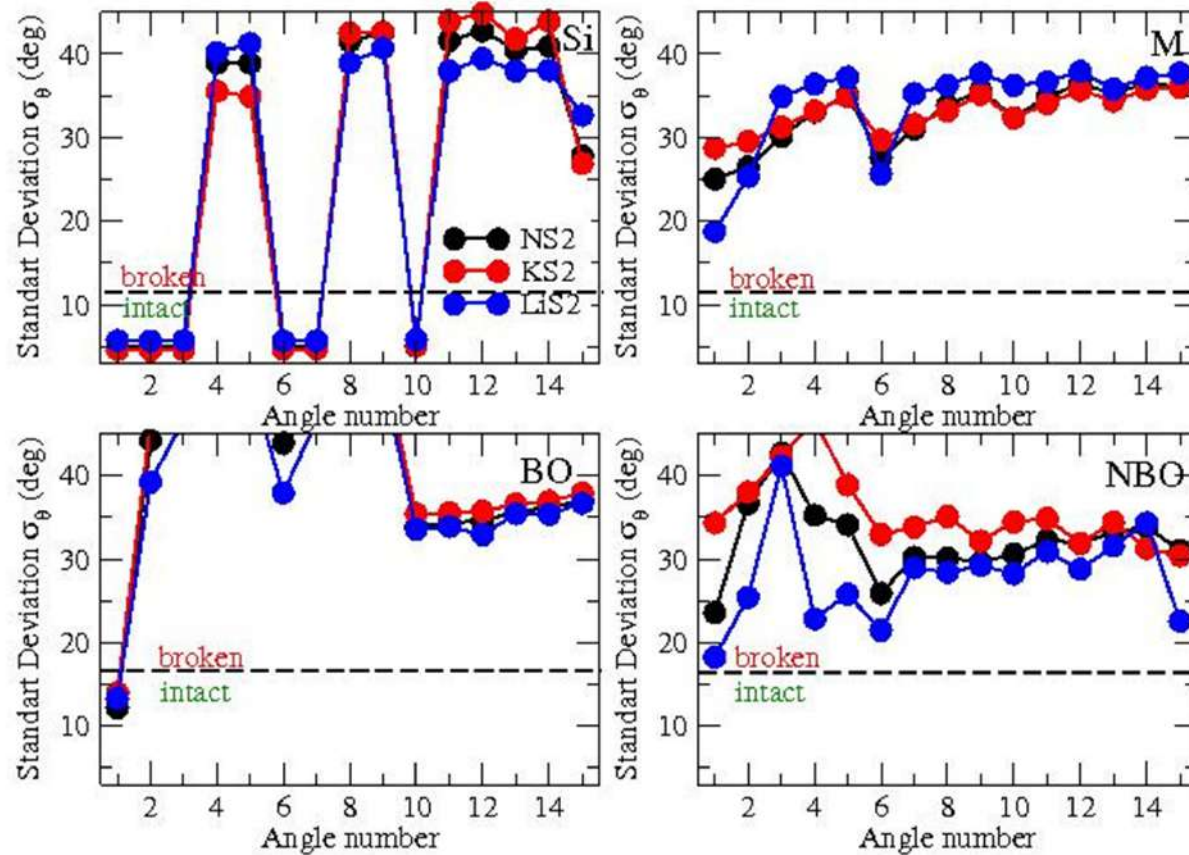 Standart Deviation σθ (deg)
40
30
20
10
Si
NS2
KS2
LiS2
broken
intact
2 4 6 8 10 12 14
Angle number
Standart Deviation σθ (deg)
40
30
20
10
M
broken
intact
2 4 6 8 10 12 14
Angle number
Standart Deviation σθ (deg)
40
30
20
10
BO
broken
intact
2 4 6 8 10 12 14
Angle number
Standart Deviation σθ (deg)
40
30
20
10
NBO
broken
intact
2 4 6 8 10 12 14
Angle number